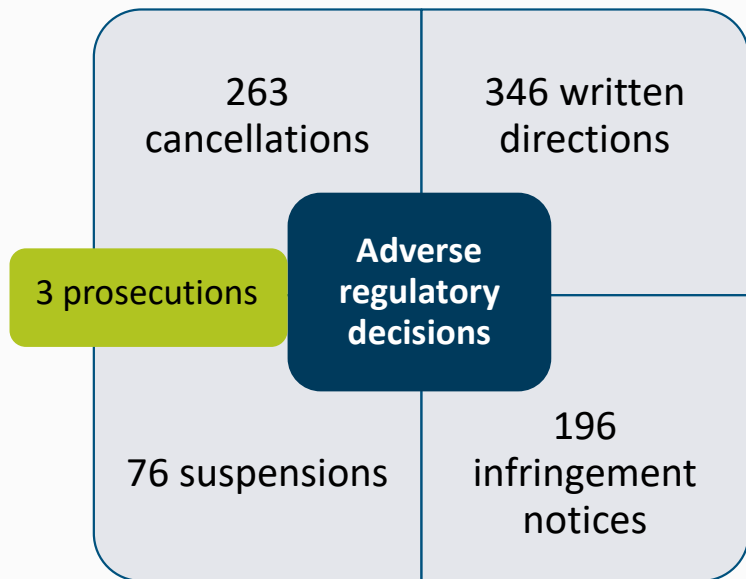 263
cancellations
346 written
directions
3 prosecutions
Adverse
regulatory
decisions
76 suspensions
196
infringement
notices